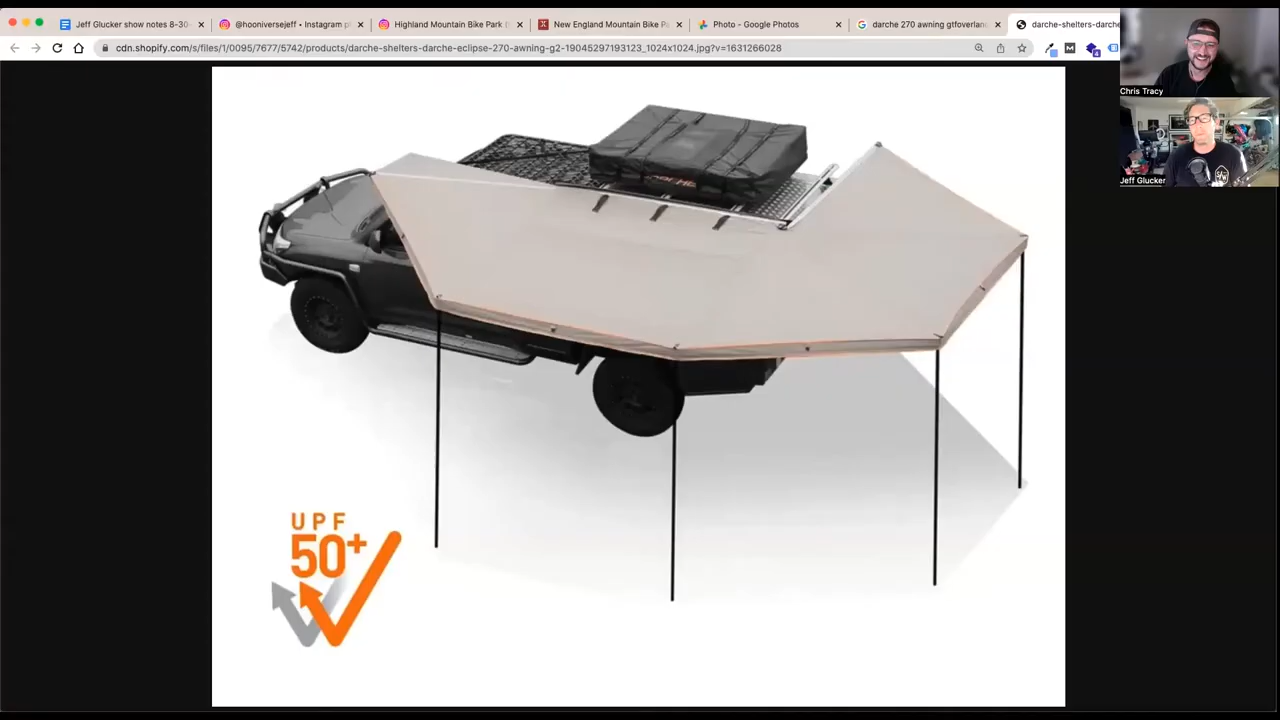 Jeff Glucker show notes 8-30-
@hooniversejeff • Instagram p
Highland Mountain Bike Park (
New England Mountain Bike Pa
Photo - Google Photos
darche 270 awning gtfoverlan
darche-shelters-darche
cdn.shopify.com/s/files/1/0095/7677/5742/products/darche-shelters-darche-eclipse-270-awning-g2-19045297193123_1024x1024.jpg?v=1631266028
Chris Tracy
Jeff Glucker
UPF
50+